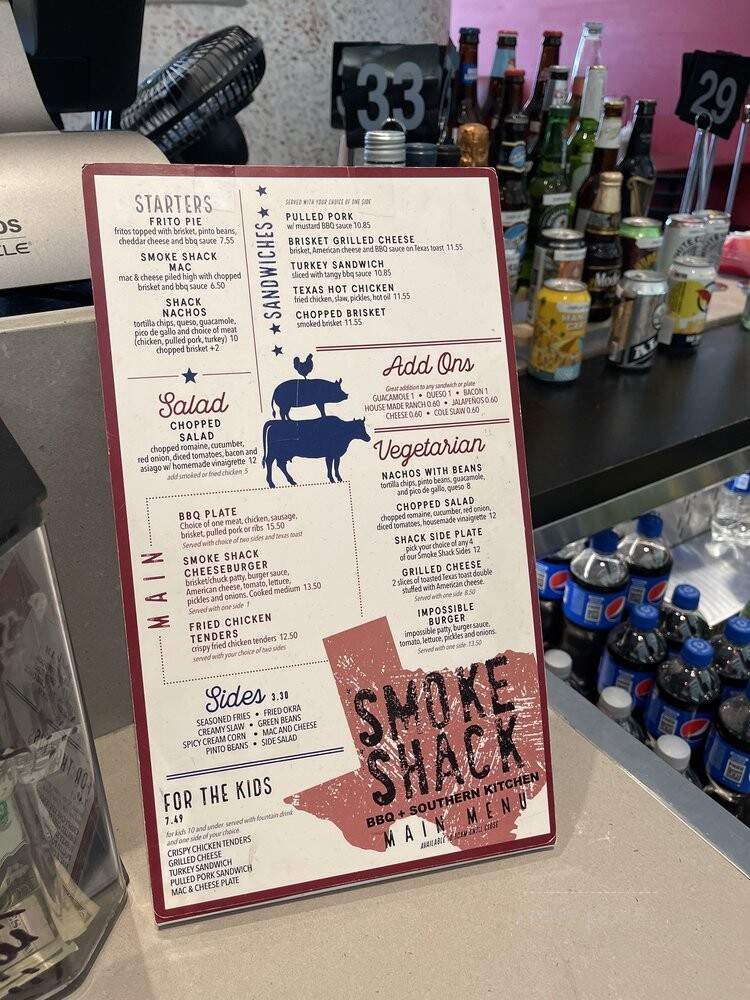 33
29
STARTERS
FRITO PIE
fritos topped with brisket, pinto beans,
cheddar cheese and bbq sauce 7.55
SMOKE SHACK
MAC
mac & cheese piled high with chopped
brisket and bbq sauce 6.50
SHACK
NACHOS
tortilla chips, queso, guacamole,
pico de gallo and choice of meat
(chicken, pulled pork, turkey) 10
chopped brisket +2
SANDWICHES
SERVED WITH YOUR CHOICE OF ONE SIDE
PULLED PORK
w/ mustard BBQ sauce 10.85
BRISKET GRILLED CHEESE
brisket, American cheese and BBQ sauce on Texas toast 11.55
TURKEY SANDWICH
sliced with tangy bbq sauce 10.85
TEXAS HOT CHICKEN
fried chicken, slaw, pickles, hot oil 11.55
CHOPPED BRISKET
smoked brisket 11.55
Add Ons
Great addition to any sandwich or plate
GUACAMOLE 1 • QUESO 1 • BACON 1
HOUSE MADE RANCH 0.60 • JALAPEÑOS 0.60
CHEESE 0.60 • COLE SLAW 0.60
Salad
CHOPPED
SALAD
chopped romaine, cucumber,
red onion, diced tomatoes, bacon and
asiago w/ homemade vinaigrette 12
add smoked or fried chicken 5
Vegetarian
NACHOS WITH BEANS
tortilla chips, pinto beans, guacamole,
and pico de gallo, queso 8
CHOPPED SALAD
chopped romaine, cucumber, red onion,
diced tomatoes, housemade vinaigrette 12
SHACK SIDE PLATE
pick your choice of any 4
of our Smoke Shack Sides 12
GRILLED CHEESE
2 slices of toasted Texas toast double
stuffed with American cheese.
Served with one side 8.50
IMPOSSIBLE
BURGER
impossible patty, burger sauce,
tomato, lettuce, pickles and onions.
Served with one side 13.50
MAIN
BBQ PLATE
Choice of one meat, chicken, sausage,
brisket, pulled pork or ribs 15.50
Served with choice of two sides and texas toast
SMOKE SHACK
CHEESEBURGER
brisket/chuck patty, burger sauce,
American cheese, tomato, lettuce,
pickles and onions. Cooked medium 13.50
Served with one side 1
FRIED CHICKEN
TENDERS
crispy fried chicken tenders 12.50
served with your choice of two sides
Sides 3.30
SEASONED FRIES • FRIED OKRA
CREAMY SLAW • GREEN BEANS
SPICY CREAM CORN • MAC AND CHEESE
PINTO BEANS • SIDE SALAD
FOR THE KIDS
7.49
for kids 10 and under, served with fountain drink
and one side of your choice.
CRISPY CHICKEN TENDERS
GRILLED CHEESE
TURKEY SANDWICH
PULLED PORK SANDWICH
MAC & CHEESE PLATE
SMOKE
SHACK
BBQ + SOUTHERN KITCHEN
MAIN MENU